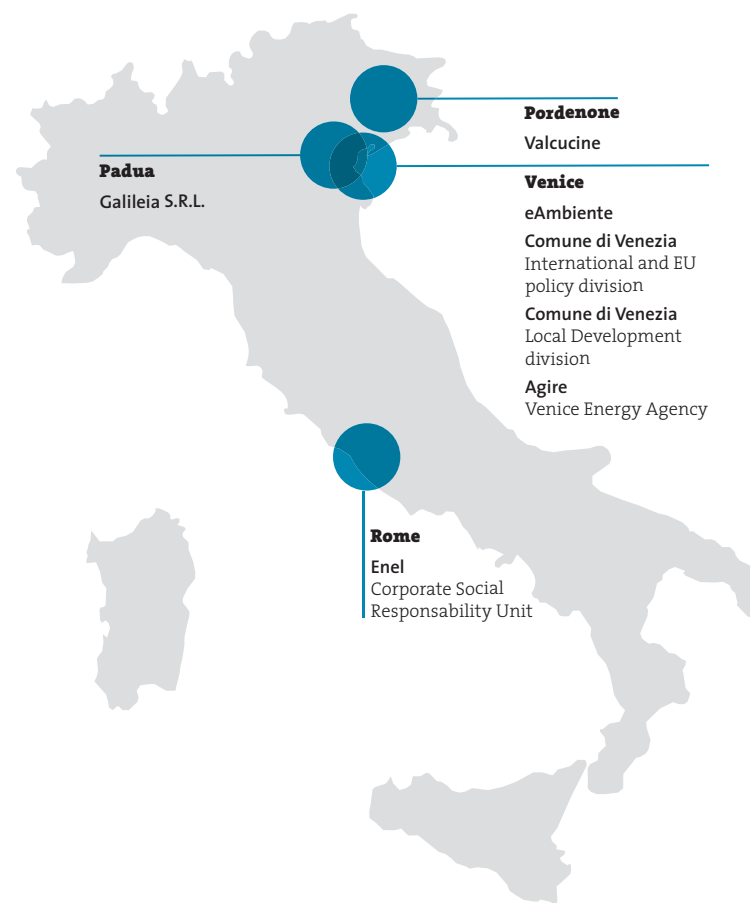 Pordenone
Valcucine
Padua
Galileia S.R.L.
Venice
eAmbiente
Comune di Venezia
International and EU
policy division
Comune di Venezia
Local Development
division
Agire
Venice Energy Agency
Rome
Enel
Corporate Social
Responsability Unit